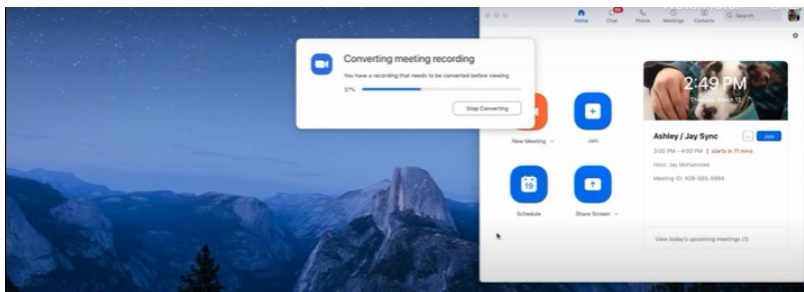 Home Chat Phone Meetings Contacts Search
Converting meeting recording
You have a recording that needs to be converted before viewing
37%
Stop Converting
2:49 PM
New Meeting Join
Ashley / Jay Sync
Join
3:00 PM - 4:00 PM | starts in 11 mins
Host: Jay Mohammed
Meeting ID: 408-585-5994
19
Schedule Share Screen
View today's upcoming meetings (1)